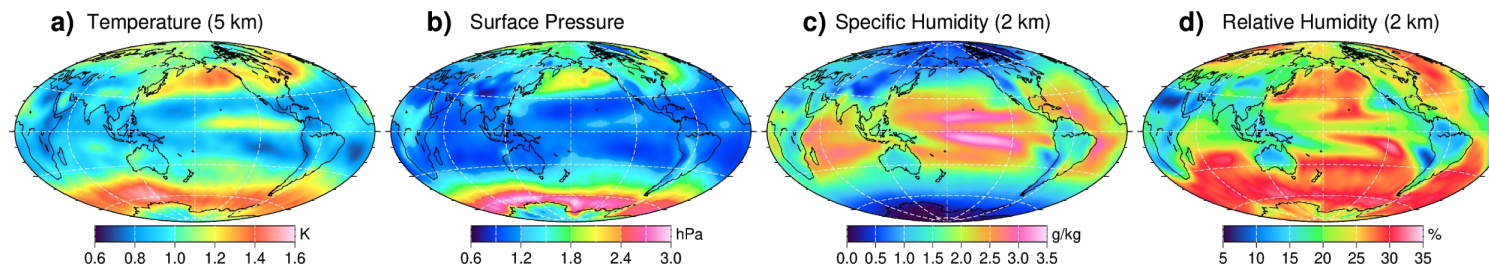 a) Temperature (5 km)
b) Surface Pressure
c) Specific Humidity (2 km)
d) Relative Humidity (2 km)
K
0.6 0.8 1.0 1.2 1.4 1.6
hPa
0.6 1.2 1.8 2.4 3.0
g/kg
0.0 0.5 1.0 1.5 2.0 2.5 3.0 3.5
%
5 10 15 20 25 30 35